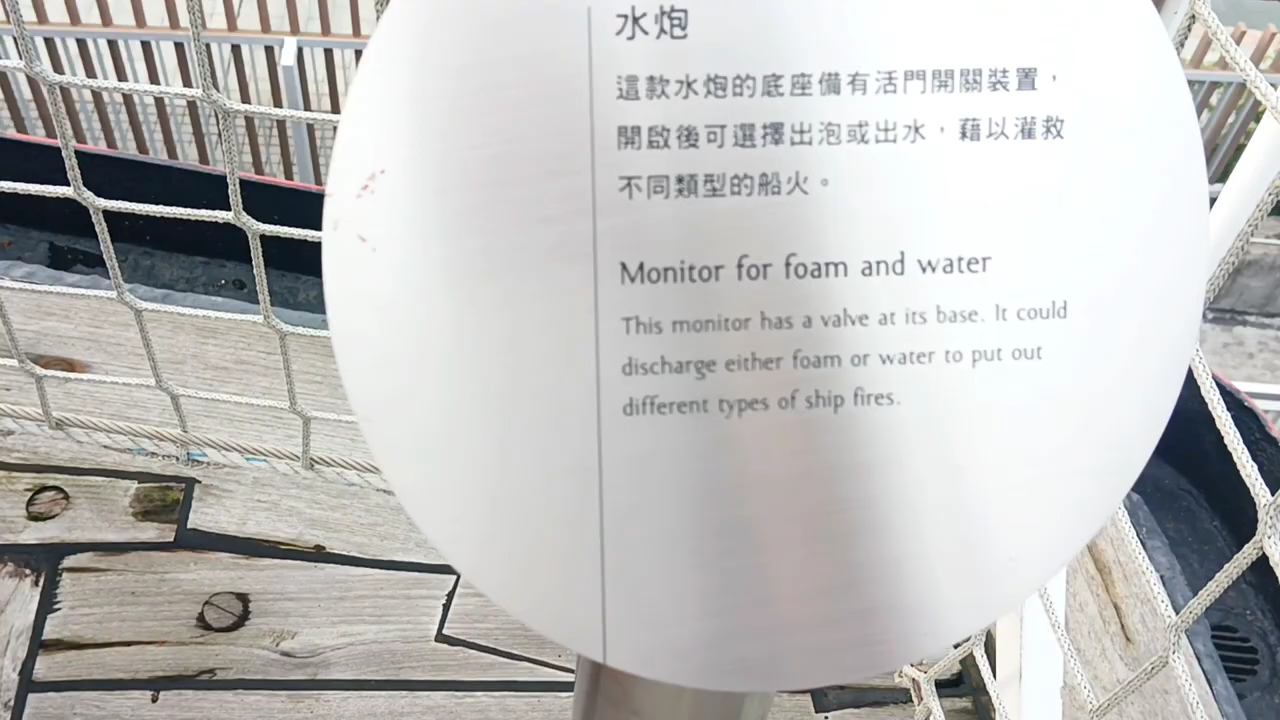 水炮
這款水炮的底座備有活門開關裝置，
開啟後可選擇出泡或出水，藉以灌救
不同類型的船火。
Monitor for foam and water
This monitor has a valve at its base. It could
discharge either foam or water to put out
different types of ship fires.